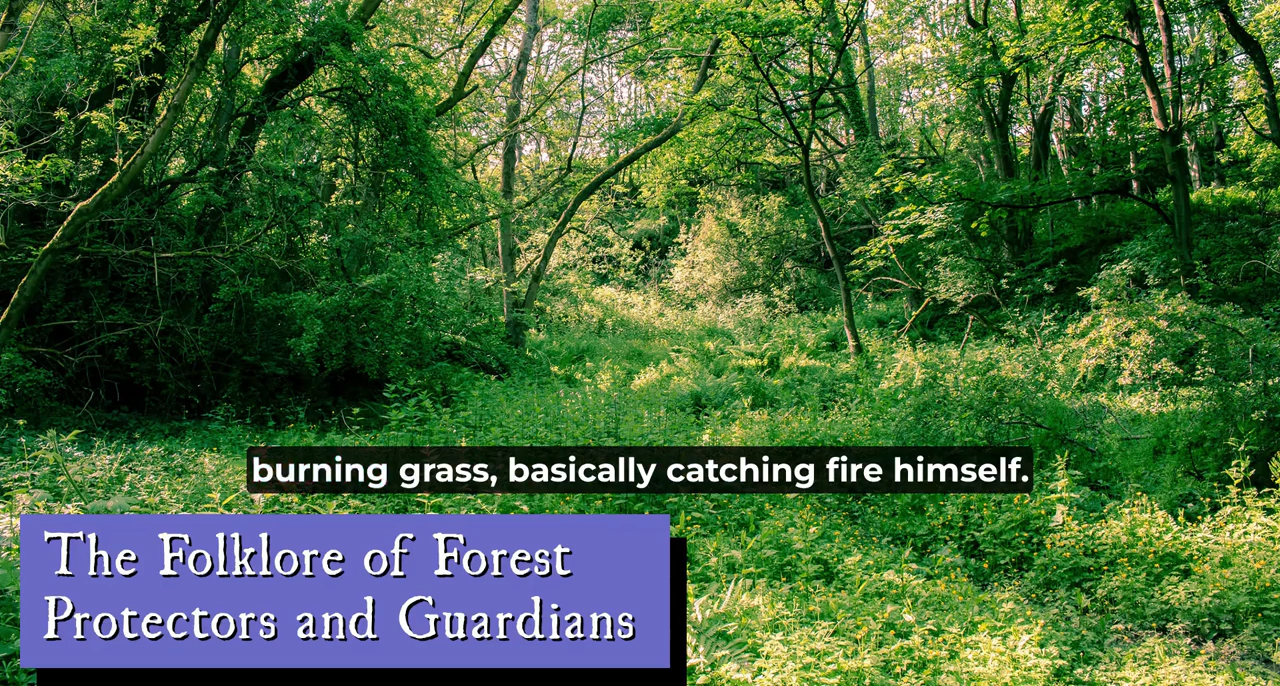 burning grass, basically catching fire himself.
The Folklore of Forest
Protectors and Guardians